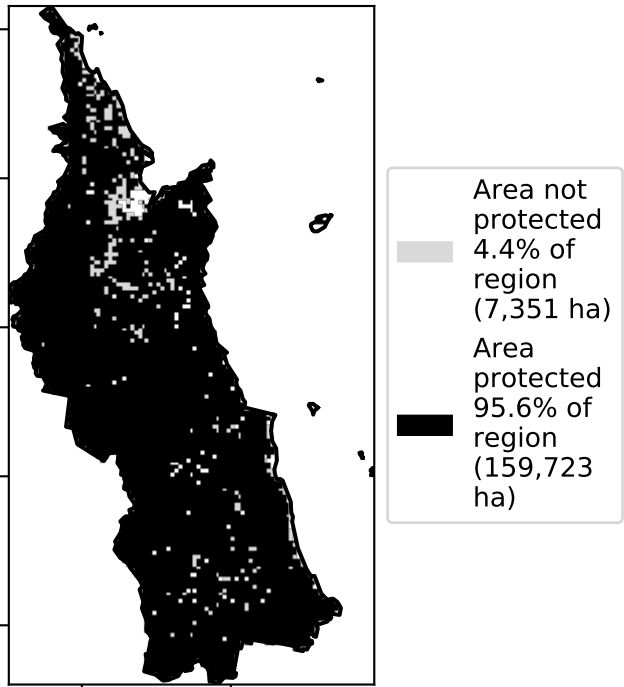 Area not
protected
4.4% of
region
(7,351 ha)
Area
protected
95.6% of
region
(159,723
ha)